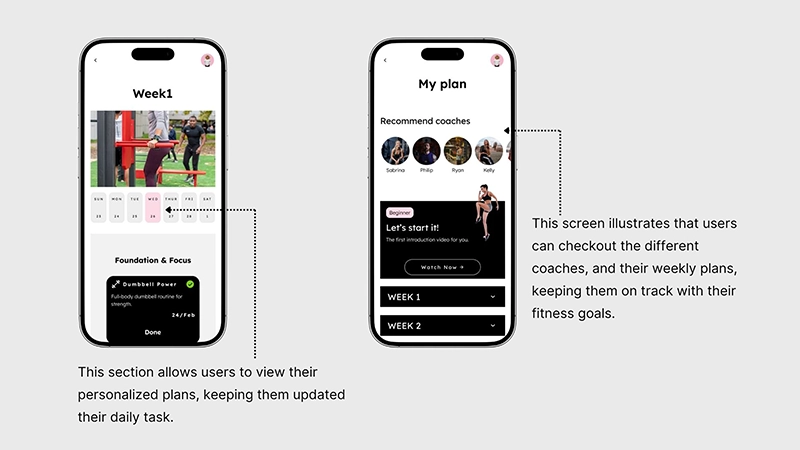 Week1
SUN MON TUE WED THUR FRI SAT
23 24 25 26 27 28 1
Foundation & Focus
Dumbbell Power
Full-body dumbbell routine for
strength.
24/Feb
Done
This section allows users to view their
personalized plans, keeping them updated
their daily task.
My plan
Recommend coaches
Sabrina Philip Ryan Kelly
Beginner
Let's start it!
The first introduction video for you.
Watch Now →
WEEK 1
WEEK 2
This screen illustrates that users
can checkout the different
coaches, and their weekly plans,
keeping them on track with their
fitness goals.